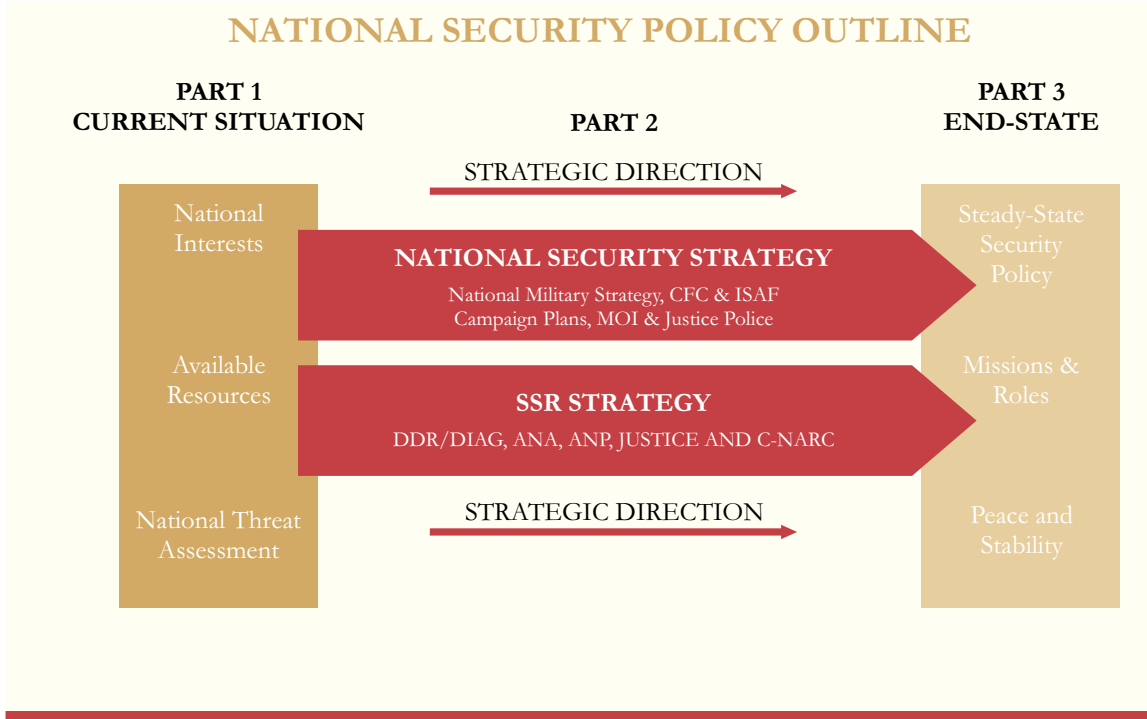 NATIONAL SECURITY POLICY OUTLINE
PART 1
CURRENT SITUATION
PART 2
PART 3
END-STATE
STRATEGIC DIRECTION
National
Interests
Available
Resources
National Threat
Assessment
NATIONAL SECURITY STRATEGY
National Military Strategy, CFC & ISAF
Campaign Plans, MOI & Justice Police
SSR STRATEGY
DDR/DIAG, ANA, ANP, JUSTICE AND C-NARC
STRATEGIC DIRECTION
Steady-State
Security
Policy
Missions &
Roles
Peace and
Stability